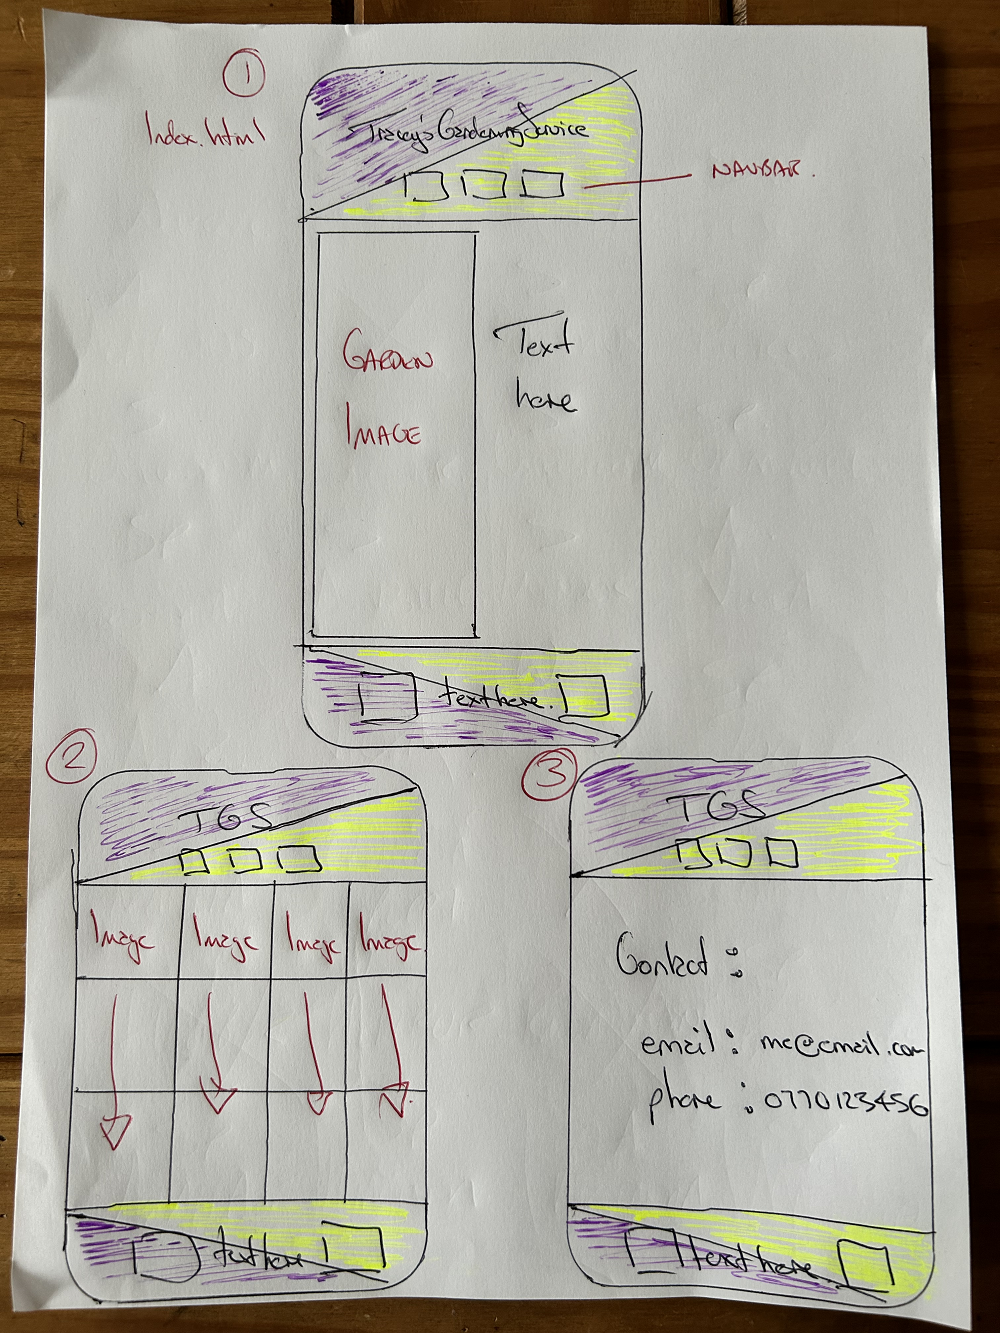 1
Index.html
Tracey's Gardening Service
NAVBAR.
GARDEN
IMAGE
Text
here
text here.
2
TGS
Image Image Image Image
text here
3
TGS
Contact :
email : me@email.com
phone : 0770123456
text here.